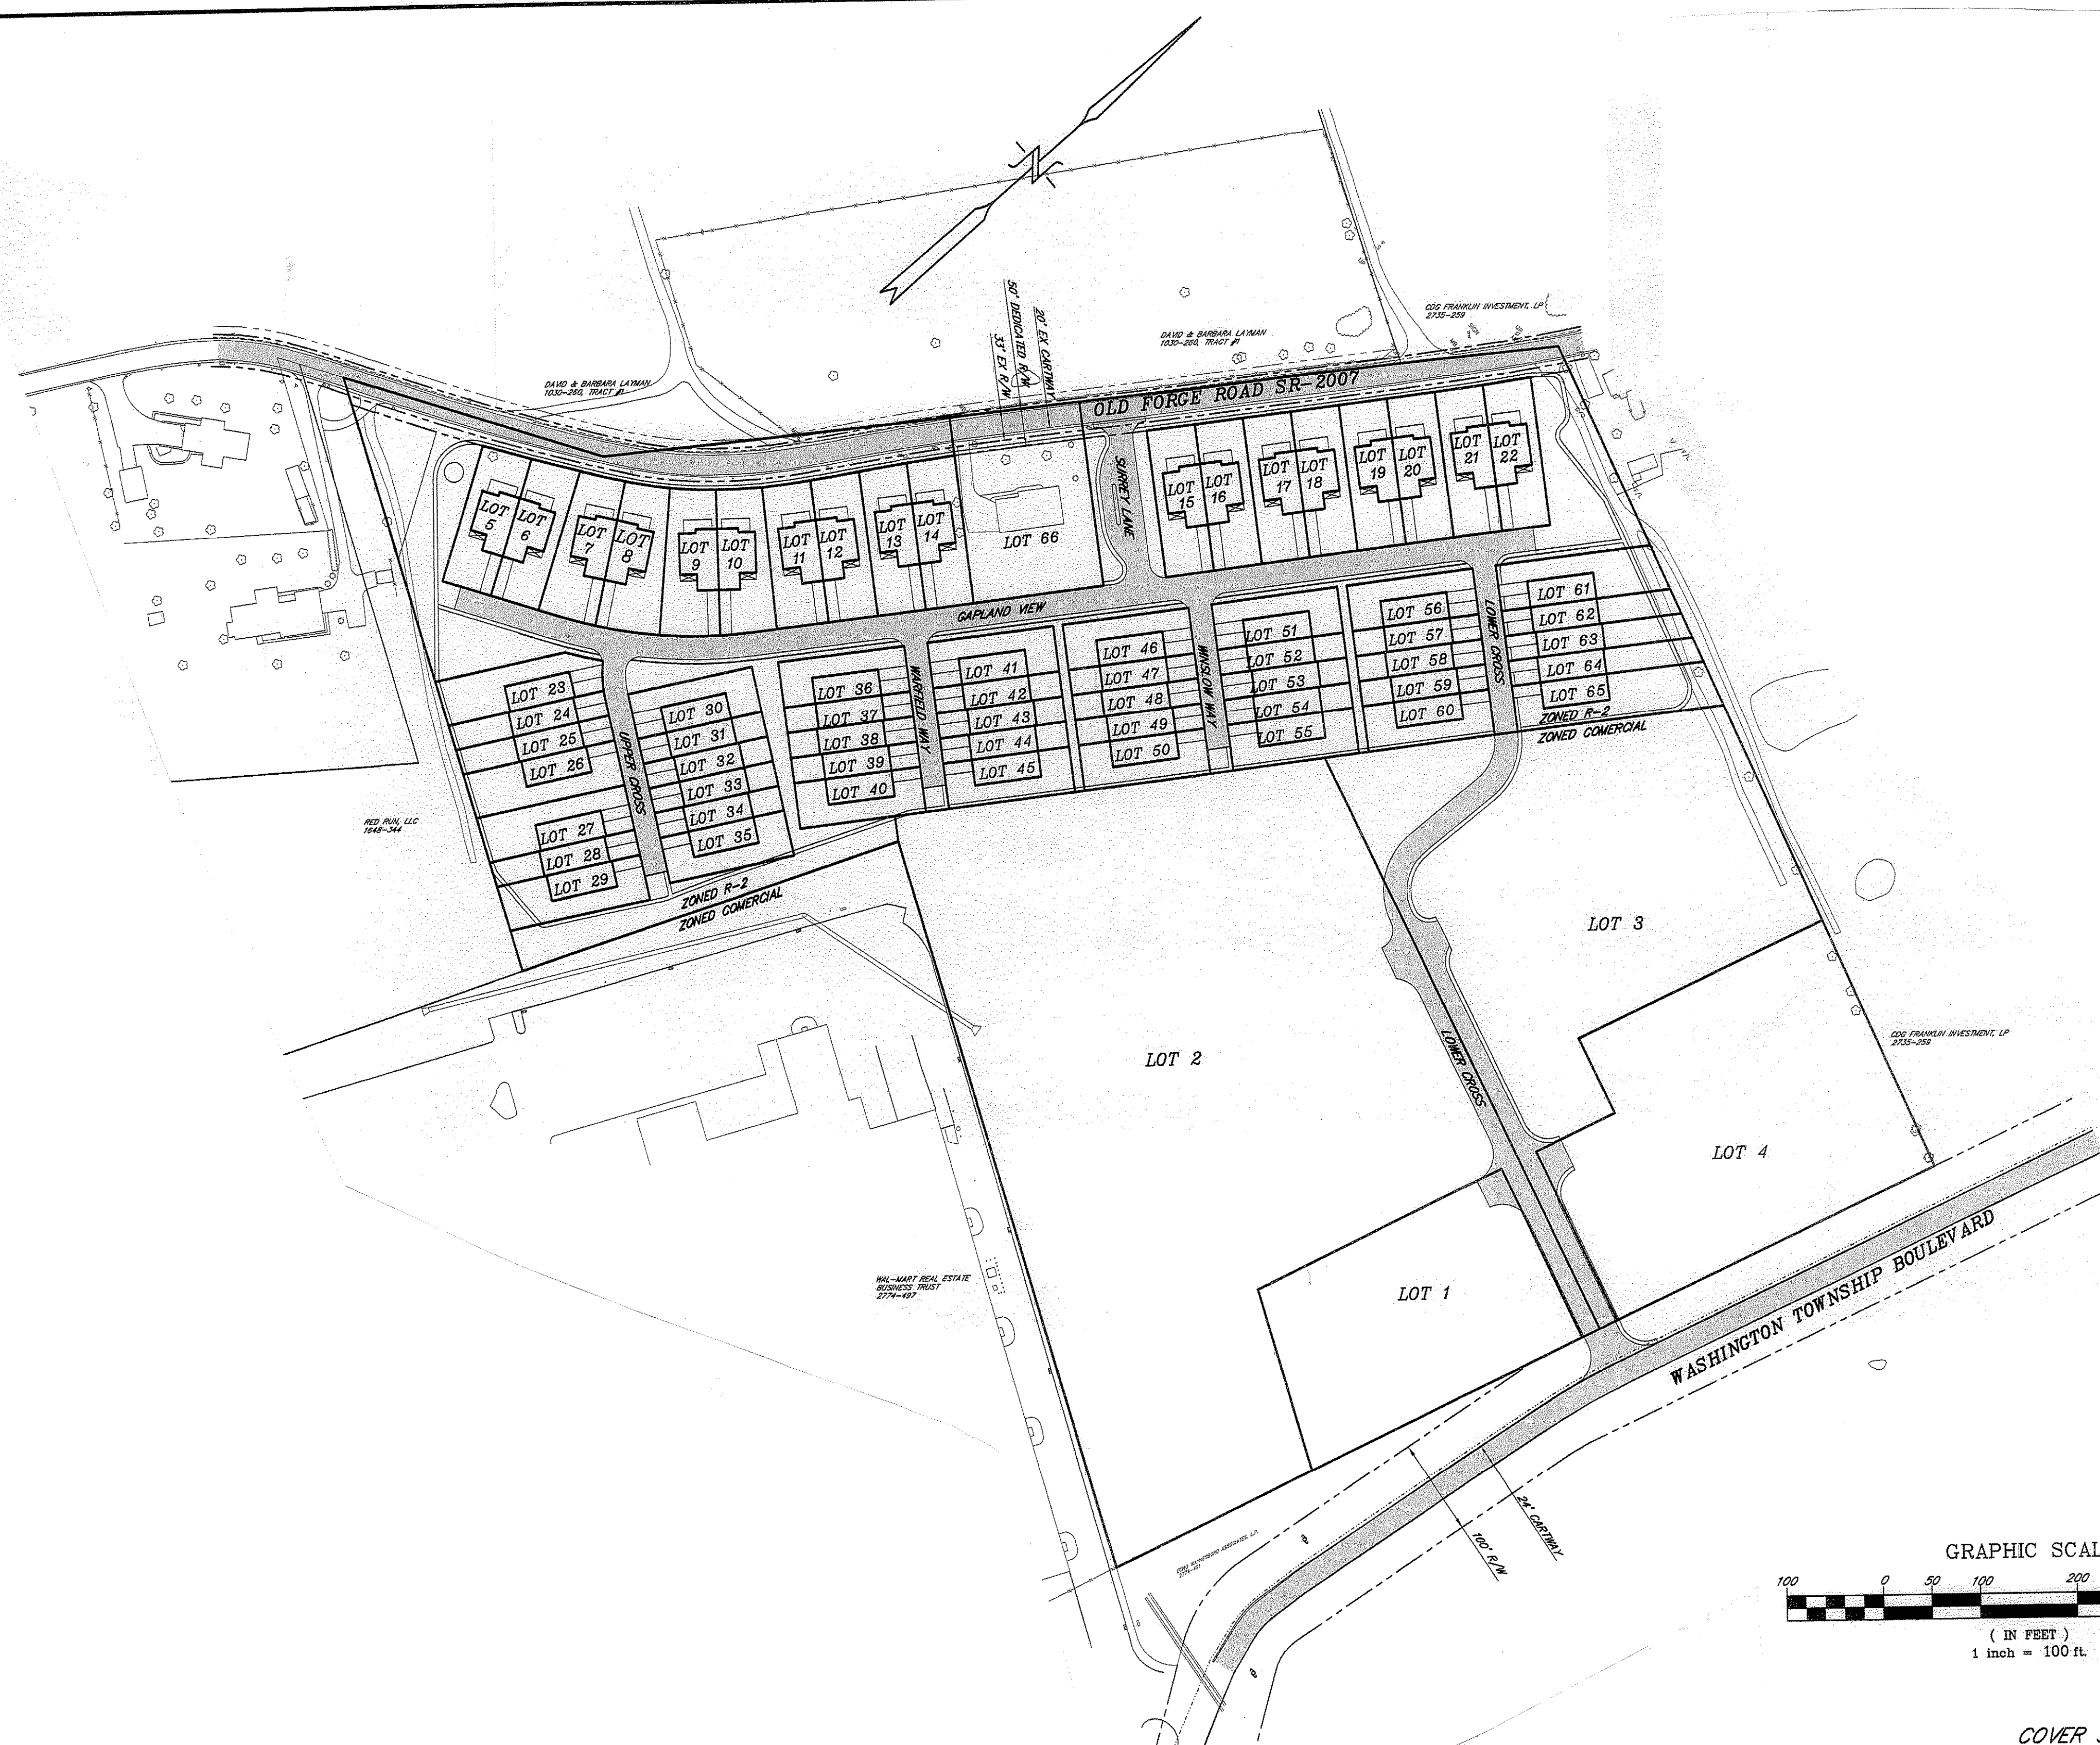 CDG FRANKLIN INVESTMENT, LP
2735-259
DAVID & BARBARA LAYMAN
1030-260, TRACT #1
DAVID & BARBARA LAYMAN
1030-260, TRACT #1
33' EX R/W
50' DEDICATED R/W
20' EX CARTWAY
OLD FORGE ROAD SR-2007
SURREY LANE
LOT
5
LOT
6
LOT
7
LOT
8
LOT
9
LOT
10
LOT
11
LOT
12
LOT
13
LOT
14
LOT 66
LOT
15
LOT
16
LOT
17
LOT
18
LOT
19
LOT
20
LOT
21
LOT
22
GAPLAND VIEW
LOT 23
LOT 24
LOT 25
LOT 26
LOT 27
LOT 28
LOT 29
UPPER CROSS
LOT 30
LOT 31
LOT 32
LOT 33
LOT 34
LOT 35
LOT 36
LOT 37
LOT 38
LOT 39
LOT 40
WARFIELD WAY
LOT 41
LOT 42
LOT 43
LOT 44
LOT 45
LOT 46
LOT 47
LOT 48
LOT 49
LOT 50
WINSLOW WAY
LOT 51
LOT 52
LOT 53
LOT 54
LOT 55
LOT 56
LOT 57
LOT 58
LOT 59
LOT 60
LOWER CROSS
LOT 61
LOT 62
LOT 63
LOT 64
LOT 65
ZONED R-2
ZONED COMERCIAL
RED RUN, LLC
1648-344
ZONED R-2
ZONED COMERCIAL
LOT 3
LOT 2
LOWER CROSS
CDG FRANKLIN INVESTMENT, LP
2735-259
LOT 4
LOT 1
WAL-MART REAL ESTATE
BUSINESS TRUST
2774-497
WASHINGTON TOWNSHIP BOULEVARD
24' CARTWAY
100' R/W
GRAPHIC SCAL
100 0 50 100 200
( IN FEET )
1 inch = 100 ft.
COVER